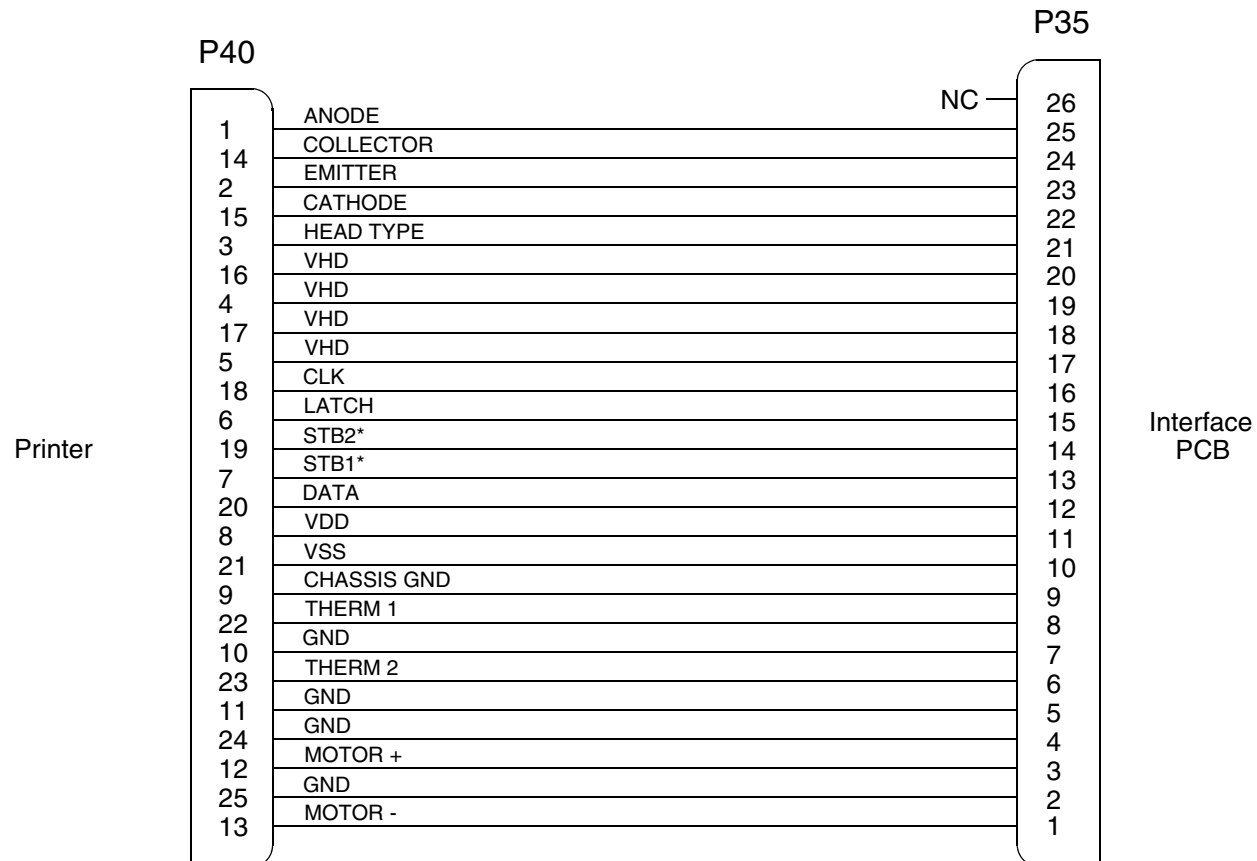 P35
P40
NC 26
1 ANODE 25
14 COLLECTOR 24
2 EMITTER 23
15 CATHODE 22
3 HEAD TYPE 21
16 VHD 20
4 VHD 19
17 VHD 18
5 VHD 17
18 CLK 16
6 LATCH 15
19 STB2* 14
7 STB1* 13
20 DATA 12
8 VDD 11
21 VSS 10
9 CHASSIS GND 9
22 THERM 1 8
10 GND 7
23 THERM 2 6
11 GND 5
24 GND 4
12 MOTOR + 3
25 GND 2
13 MOTOR - 1
Printer
Interface
PCB